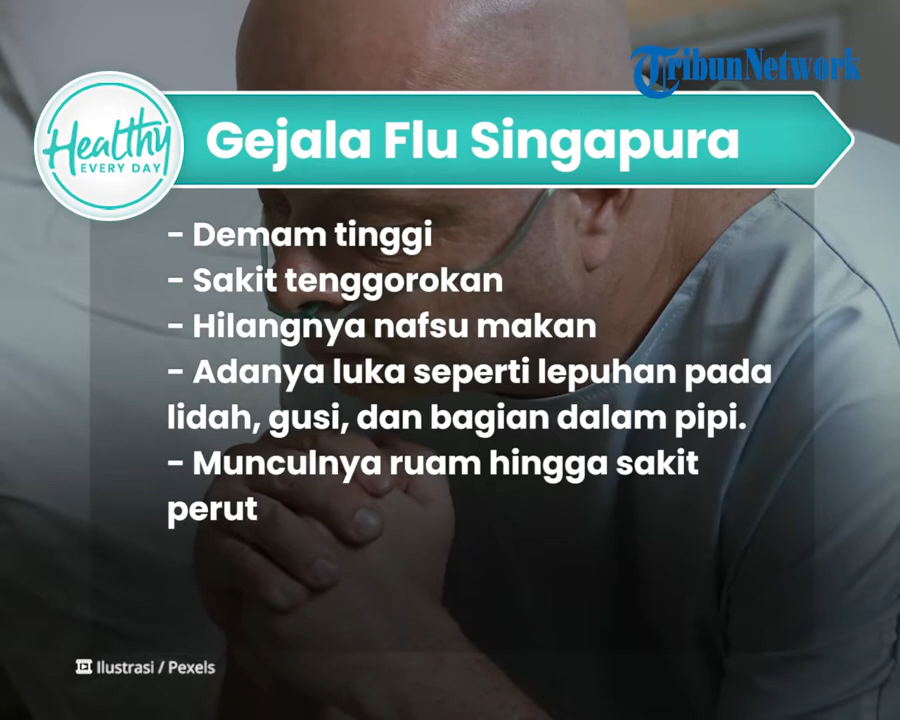 TribunNetwork
Healthy
EVERY DAY
Gejala Flu Singapura
- Demam tinggi
- Sakit tenggorokan
- Hilangnya nafsu makan
- Adanya luka seperti lepuhan pada
lidah, gusi, dan bagian dalam pipi.
- Munculnya ruam hingga sakit
perut
Ilustrasi / Pexels